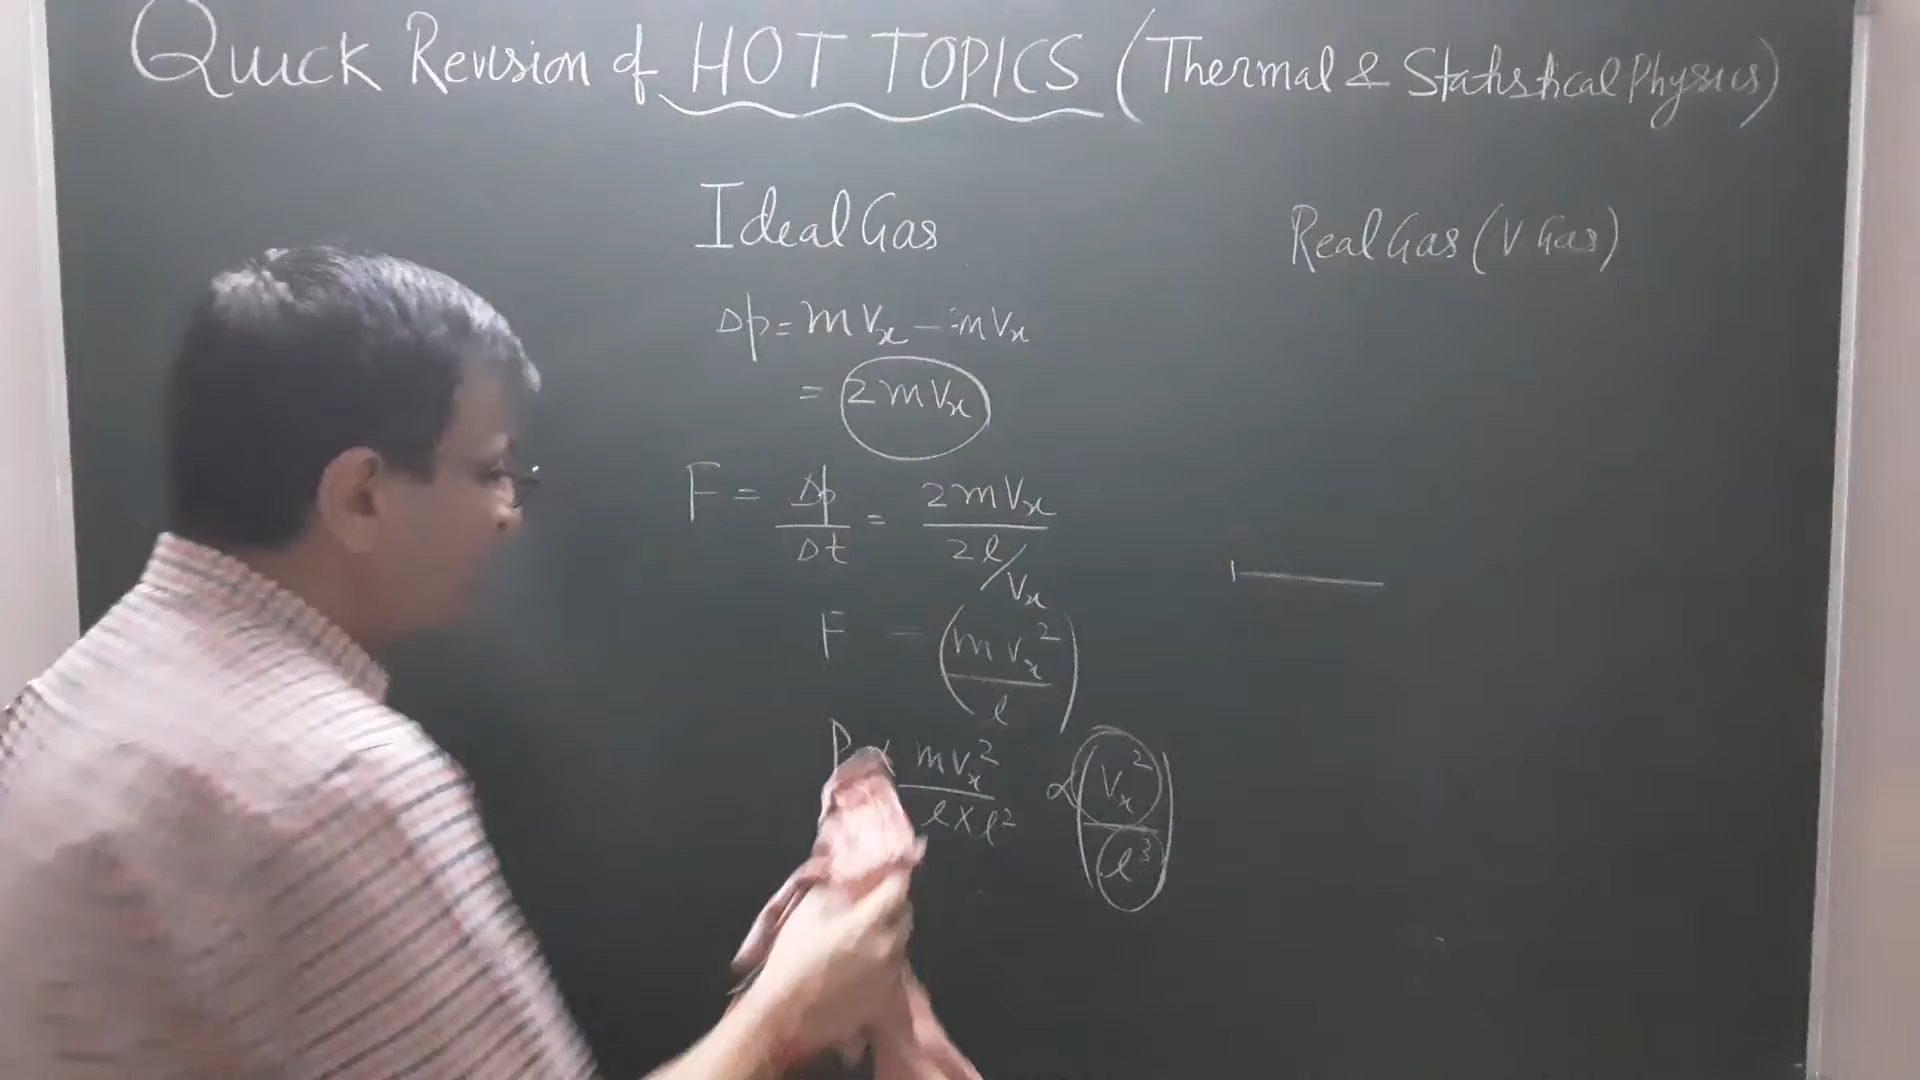 Quick Revision of HOT TOPICS (Thermal & Statistical Physics)
Ideal Gas
Real Gas (V Gas)
Δp = mVx - -mVx
= 2mVx
F = Δp/Δt = 2mVx/2l/Vx
F = (mvx²/l)
P ∝ mvx²/l×l² ∝ (Vx²/l³)